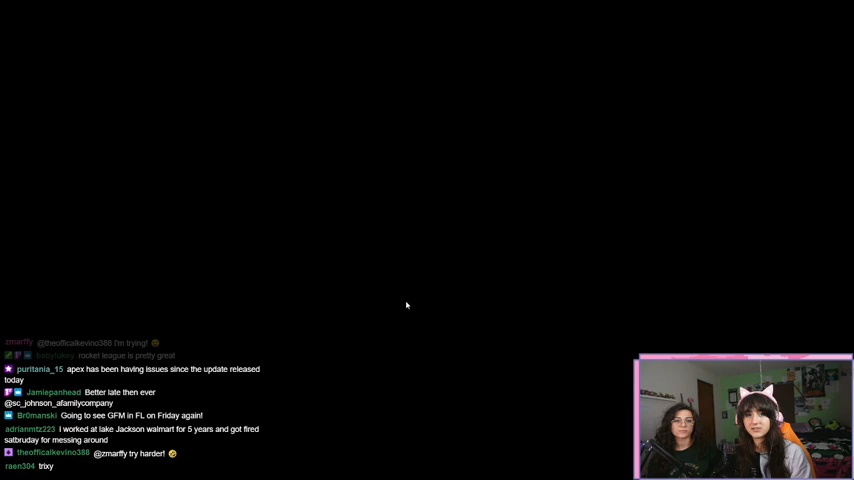 zmarffy @theofficalkevino388 I'm trying!
bebylukey rocket league is pretty great
puritania_15 apex has been having issues since the update released
today
Jamiepanhead Better late then ever
@sc_johnson_afamilycompany
Br0manski Going to see GFM in FL on Friday again!
adrianmtz223 I worked at lake Jackson walmart for 5 years and got fired
satbruday for messing around
theofficalkevino388 @zmarffy try harder! 🤣
raen304 trixy